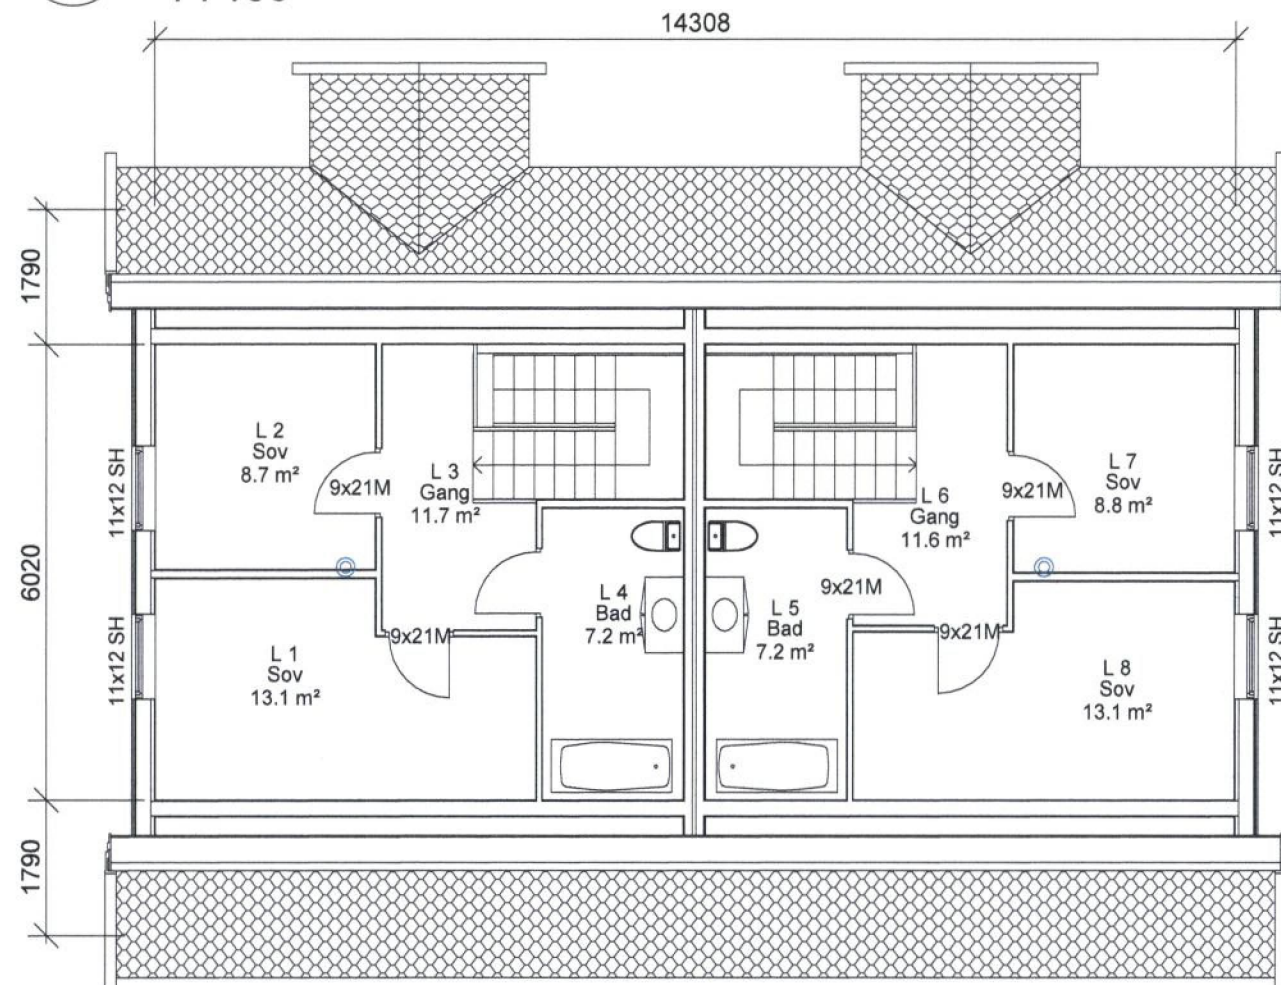 14308
1790
6020
1790
11x12 SH
11x12 SH
L 2
Sov
8.7 m²
9x21M
L 3
Gang
11.7 m²
L 1
Sov
13.1 m²
9x21M
L 4
Bad
7.2 m²
L 5
Bad
7.2 m²
9x21M
L 6
Gang
11.6 m²
9x21M
L 7
Sov
8.8 m²
9x21M
L 8
Sov
13.1 m²
11x12 SH
11x12 SH